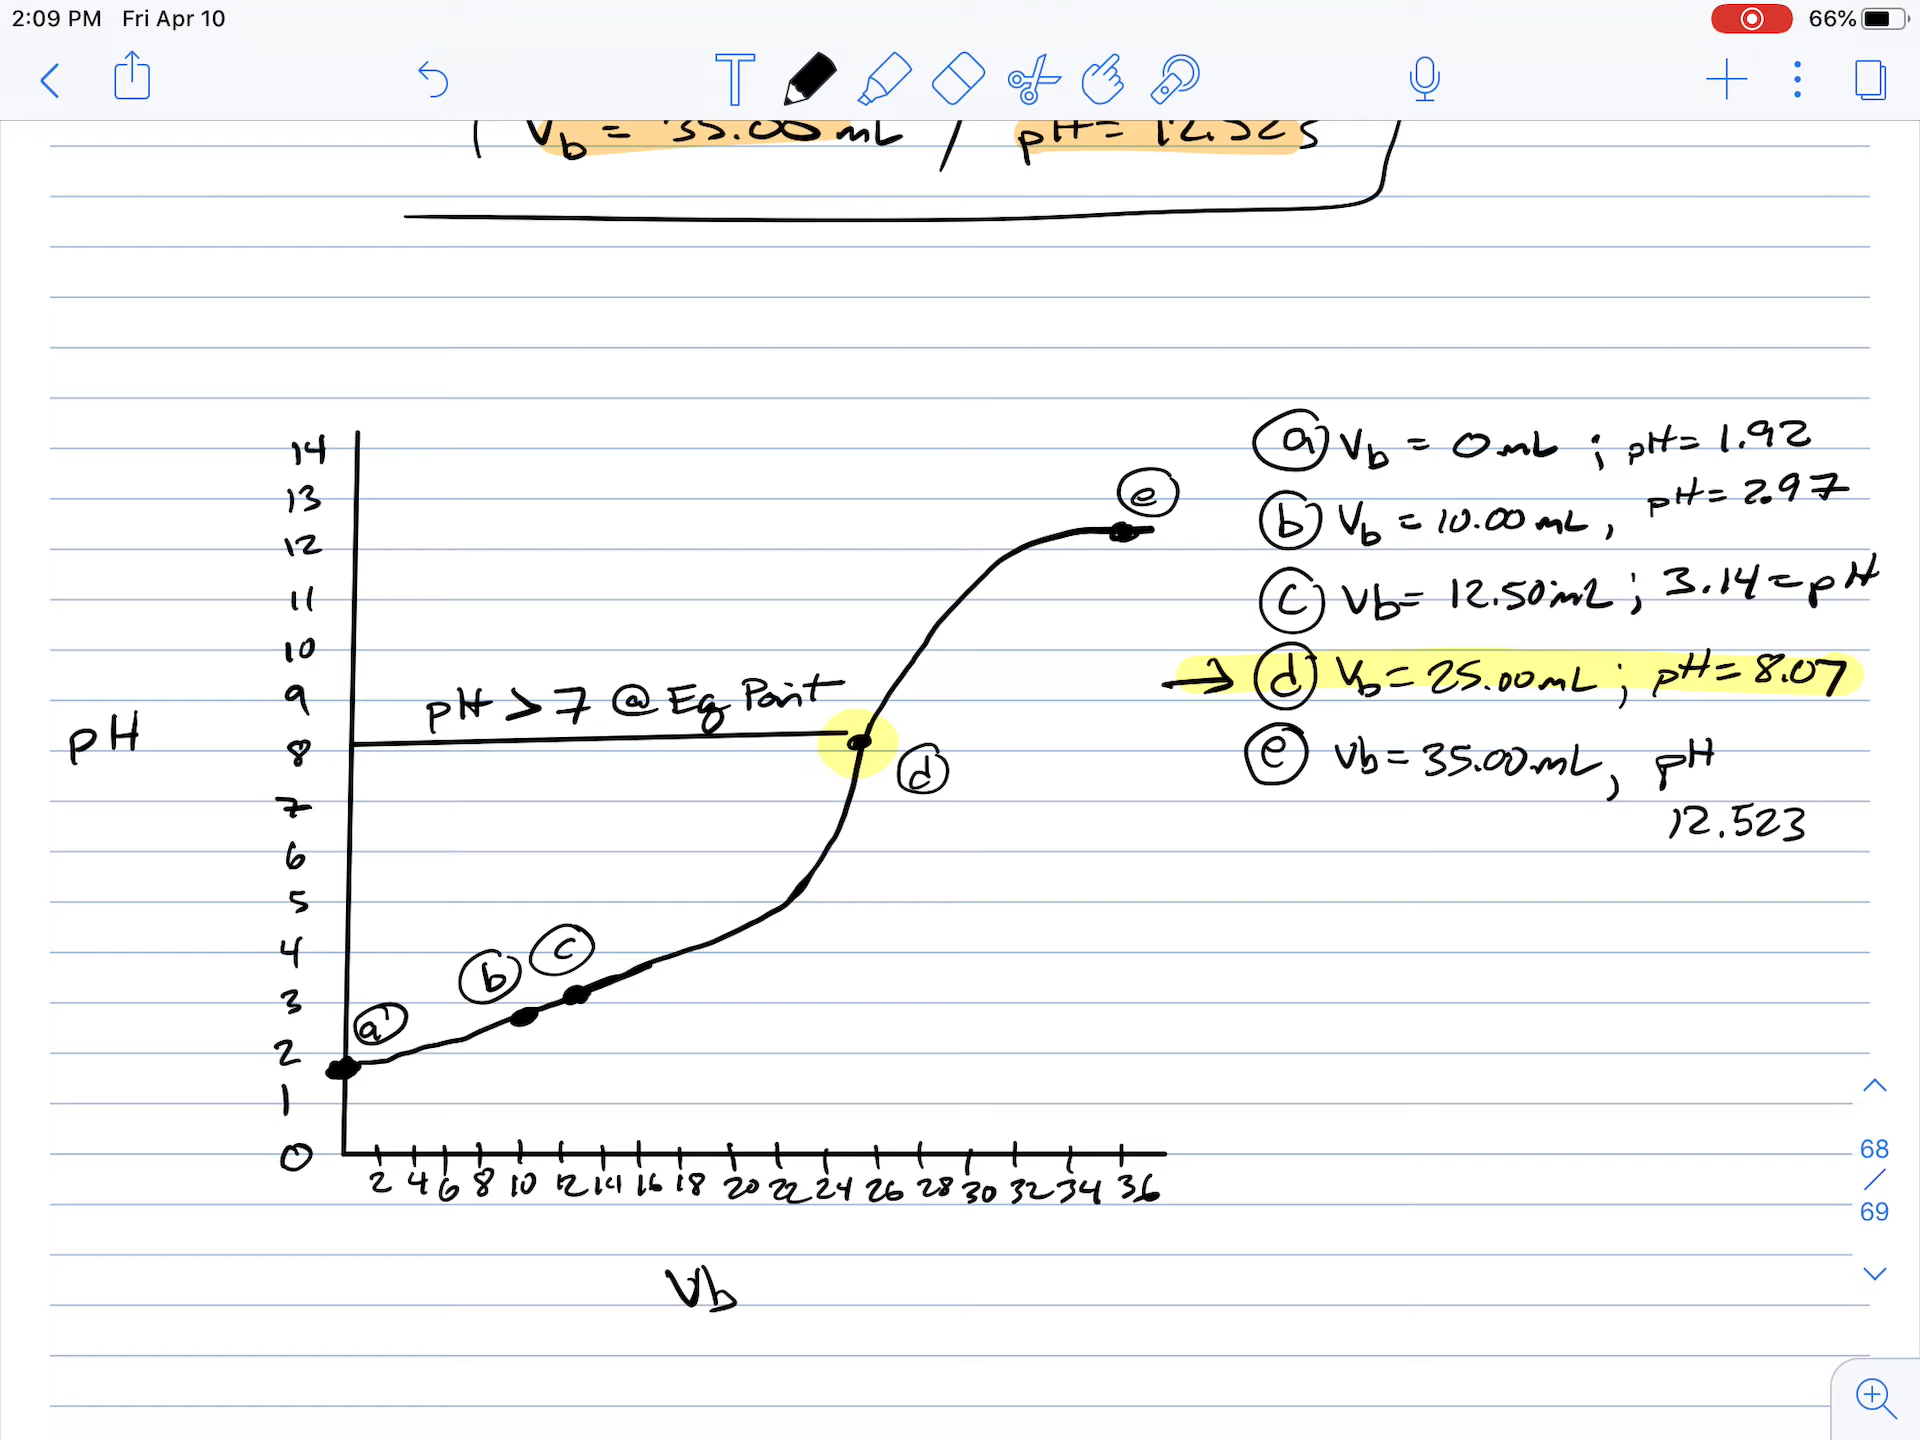 2:09 PM Fri Apr 10
66%
Vb = 35.00 mL / pH = 12.523
14
13
12
11
10
9
8
7
6
5
4
3
2
1
0
pH
pH > 7 @ Eq Point
a
b
c
d
e
2 4 6 8 10 12 14 16 18 20 22 24 26 28 30 32 34 36
Vb
a Vb = 0 mL ; pH = 1.92
b Vb = 10.00 mL, pH = 2.97
c Vb = 12.50 mL ; 3.14 = pH
→ d Vb = 25.00 mL ; pH = 8.07
e Vb = 35.00 mL, pH
12.523
68
/
69